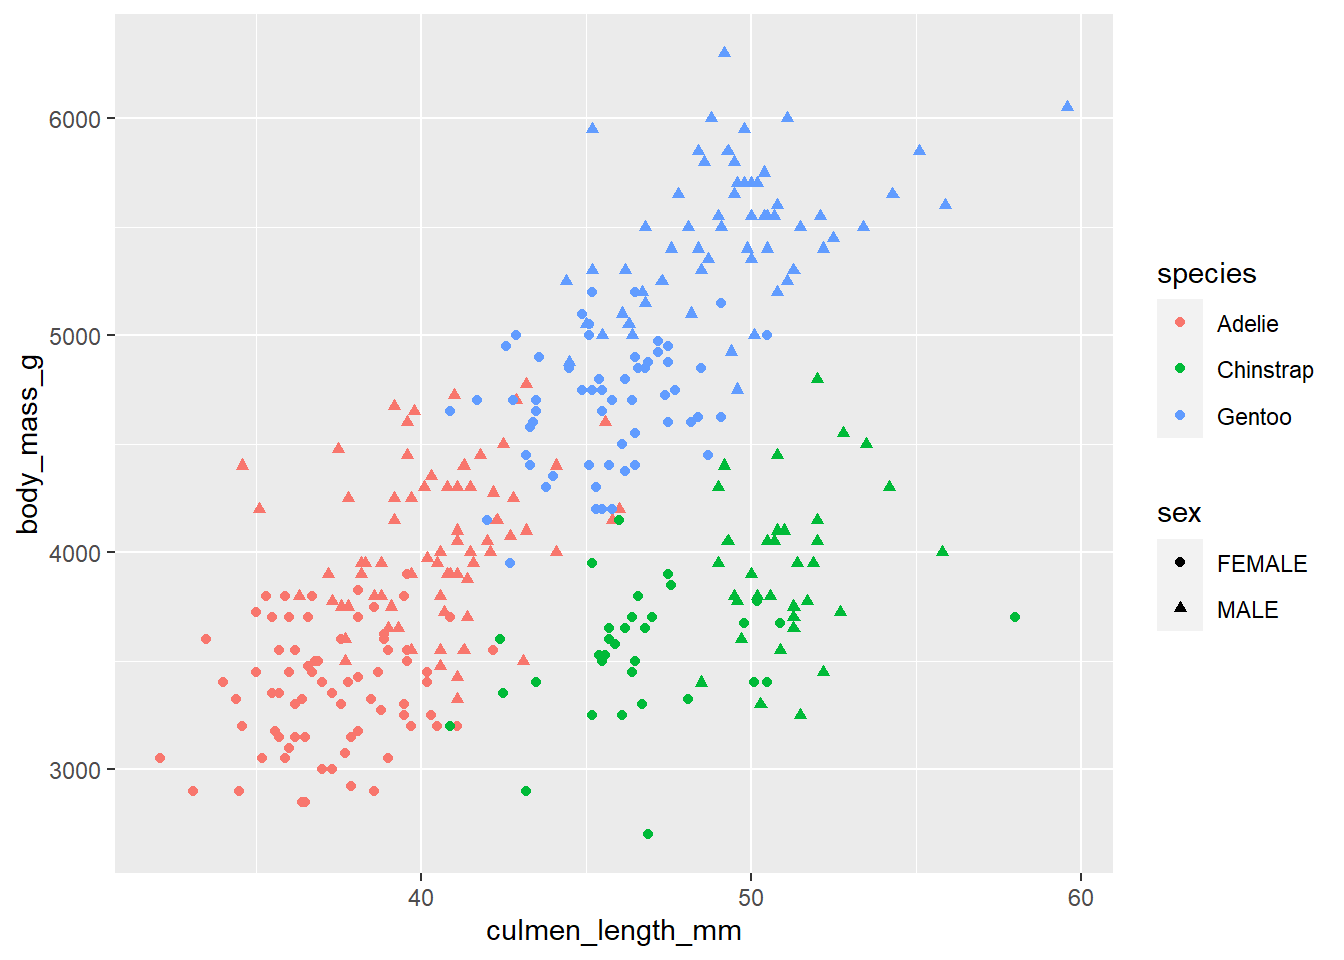 6000
5000
4000
3000
body_mass_g
40
50
60
culmen_length_mm
species
Adelie
Chinstrap
Gentoo
sex
FEMALE
MALE